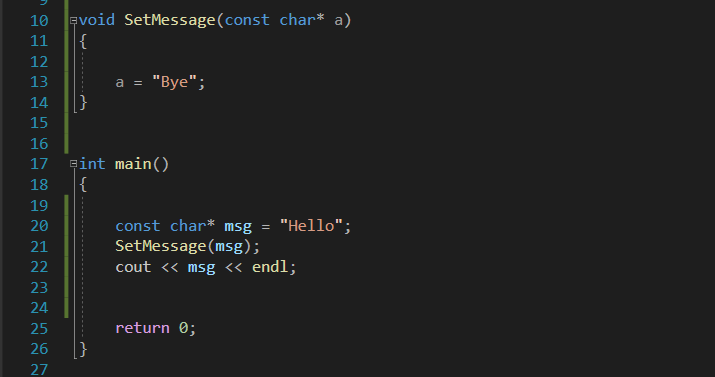 9
10 void SetMessage(const char* a)
11 {
12
13 a = "Bye";
14 }
15
16
17 int main()
18 {
19
20 const char* msg = "Hello";
21 SetMessage(msg);
22 cout << msg << endl;
23
24
25 return 0;
26 }
27